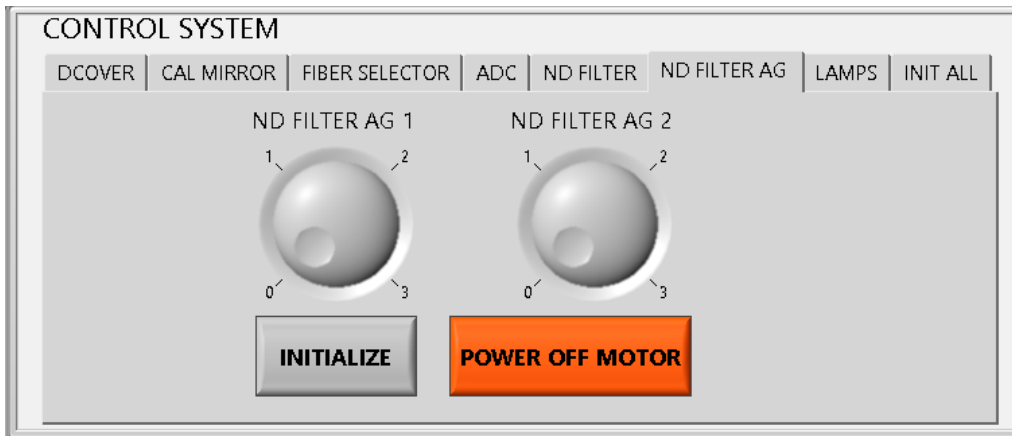 CONTROL SYSTEM
DCOVER CAL MIRROR FIBER SELECTOR ADC ND FILTER ND FILTER AG LAMPS INIT ALL
ND FILTER AG 1 ND FILTER AG 2
1 2 1 2
0 3 0 3
INITIALIZE POWER OFF MOTOR